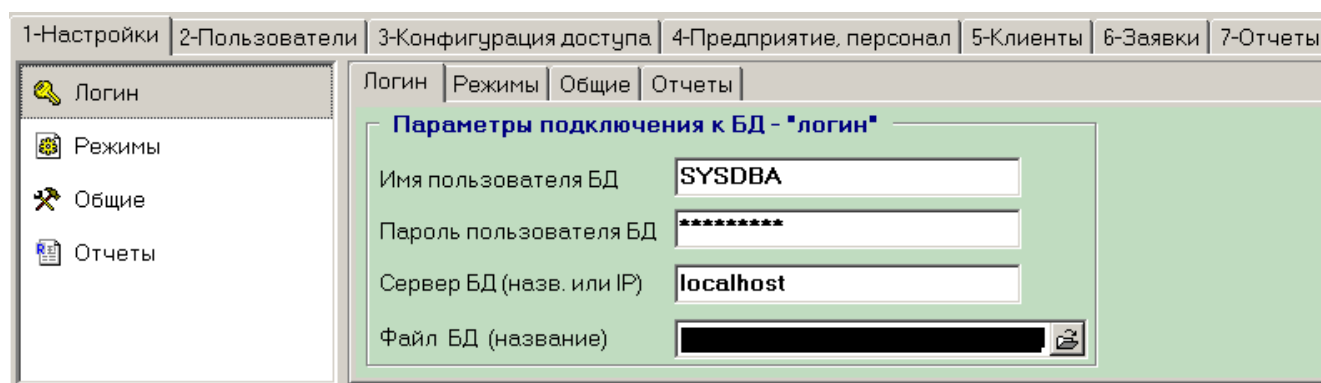 1-Настройки 2-Пользователи 3-Конфигурация доступа 4-Предприятие, персонал 5-Клиенты 6-Заявки 7-Отчеты
Логин
Режимы
Общие
Отчеты
Логин Режимы Общие Отчеты
Параметры подключения к БД - "логин"
Имя пользователя БД SYSDBA
Пароль пользователя БД *********
Сервер БД (назв. или IP) localhost
Файл БД (название)